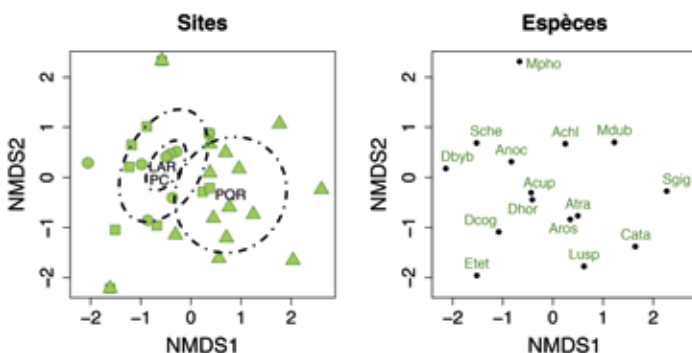 Sites
Espèces
NMDS2
2
1
0
−1
−2
LAR
PC
PQR
−2
−1
0
1
2
NMDS1
NMDS2
2
1
0
−1
−2
Mpho
Sche
Achl
Mdub
Anoc
Dbyb
Acup
Sgig
Dhor
Atra
Aros
Dcog
Cata
Lusp
Etet
−2
−1
0
1
2
NMDS1